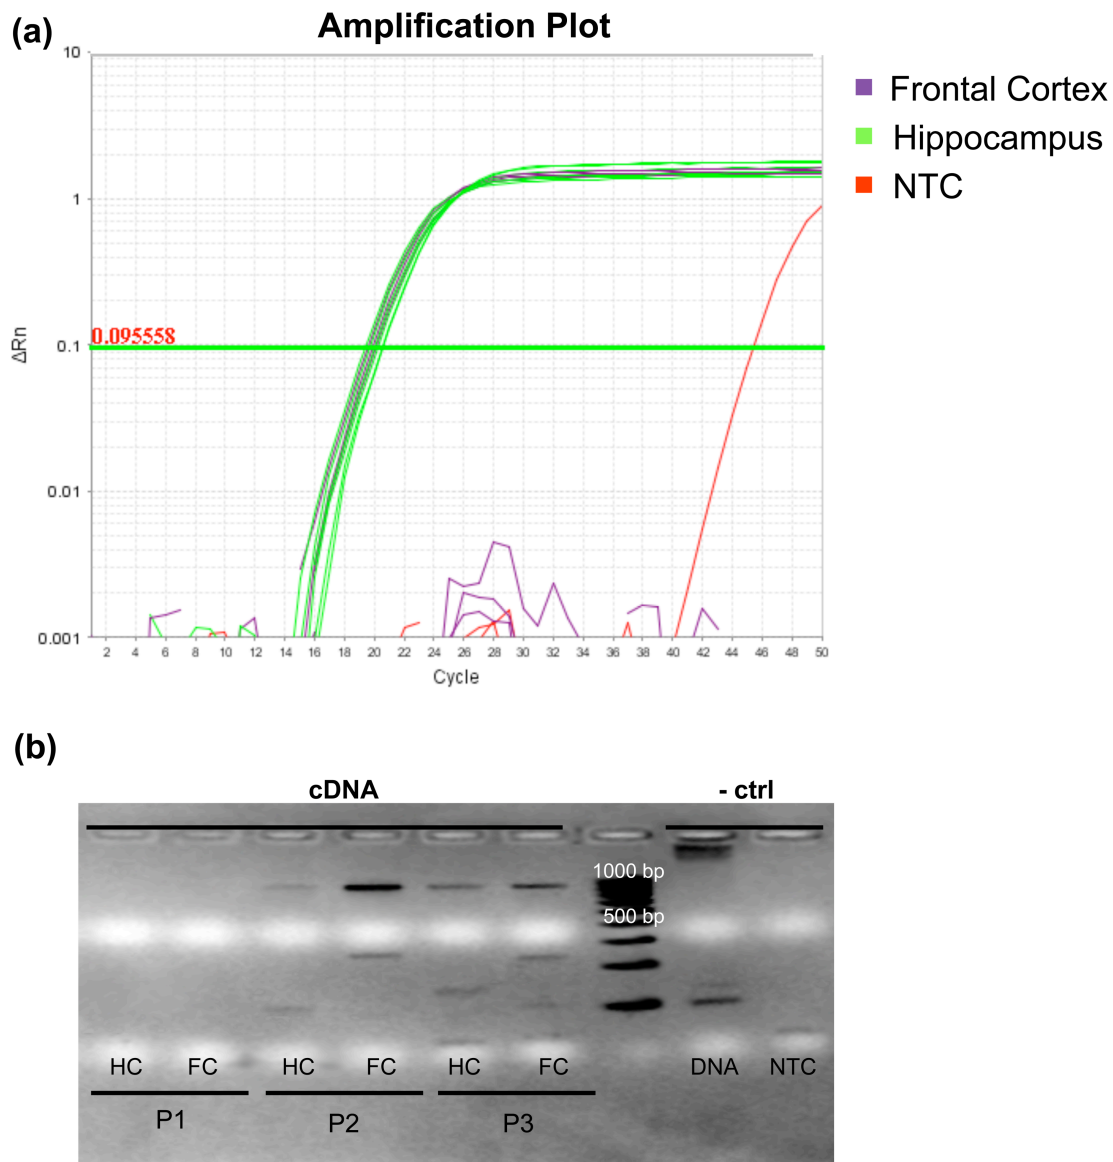 (a)
Amplification Plot
10
1
0.1
0.01
0.001
0.095558
ΔRn
2 4 6 8 10 12 14 16 18 20 22 24 26 28 30 32 34 36 38 40 42 44 46 48 50
Cycle
Frontal Cortex
Hippocampus
NTC
(b)
cDNA
- ctrl
1000 bp
500 bp
HC FC HC FC HC FC DNA NTC
P1 P2 P3